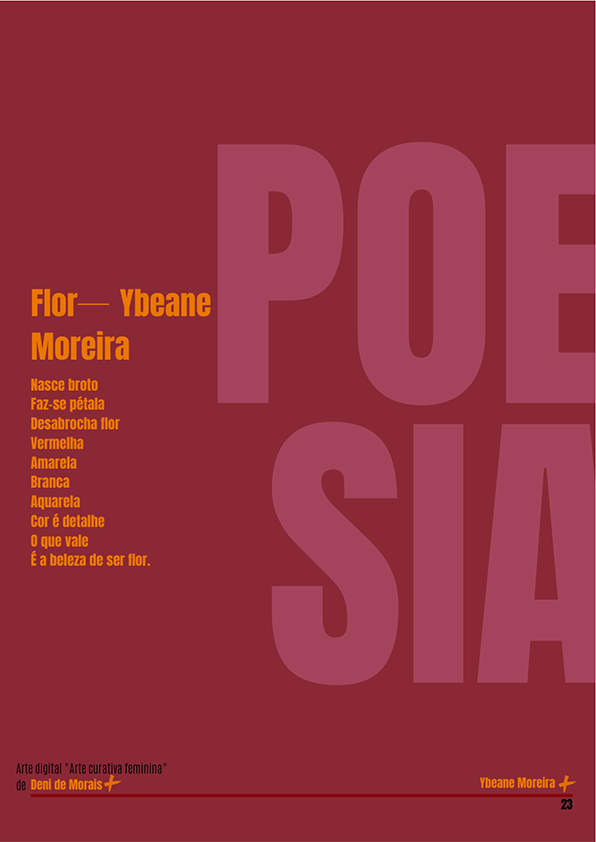 POE
SIA
Flor— Ybeane
Moreira
Nasce broto
Faz-se pétala
Desabrocha flor
Vermelha
Amarela
Branca
Aquarela
Cor é detalhe
O que vale
É a beleza de ser flor.
Arte digital "Arte curativa feminina"
de Deni de Morais
Ybeane Moreira
23